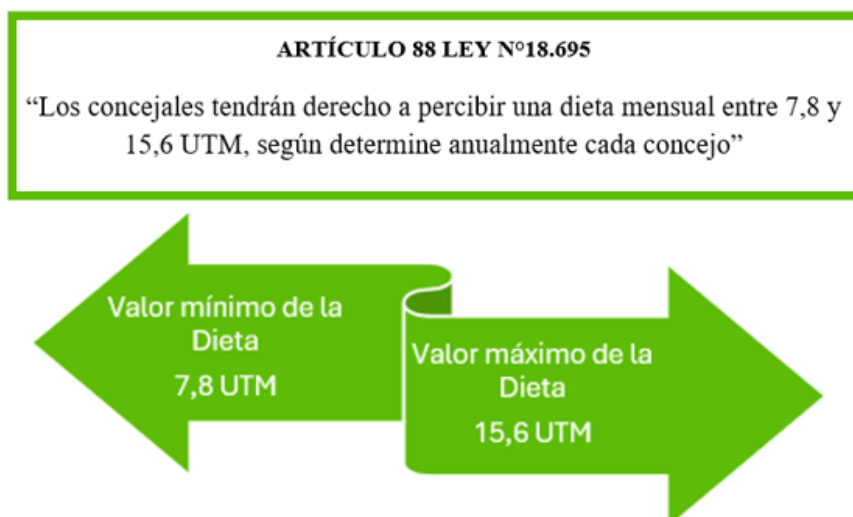 ARTÍCULO 88 LEY N°18.695
“Los concejales tendrán derecho a percibir una dieta mensual entre 7,8 y
15,6 UTM, según determine anualmente cada concejo”
Valor mínimo de la
Dieta
7,8 UTM
Valor máximo de la
Dieta
15,6 UTM